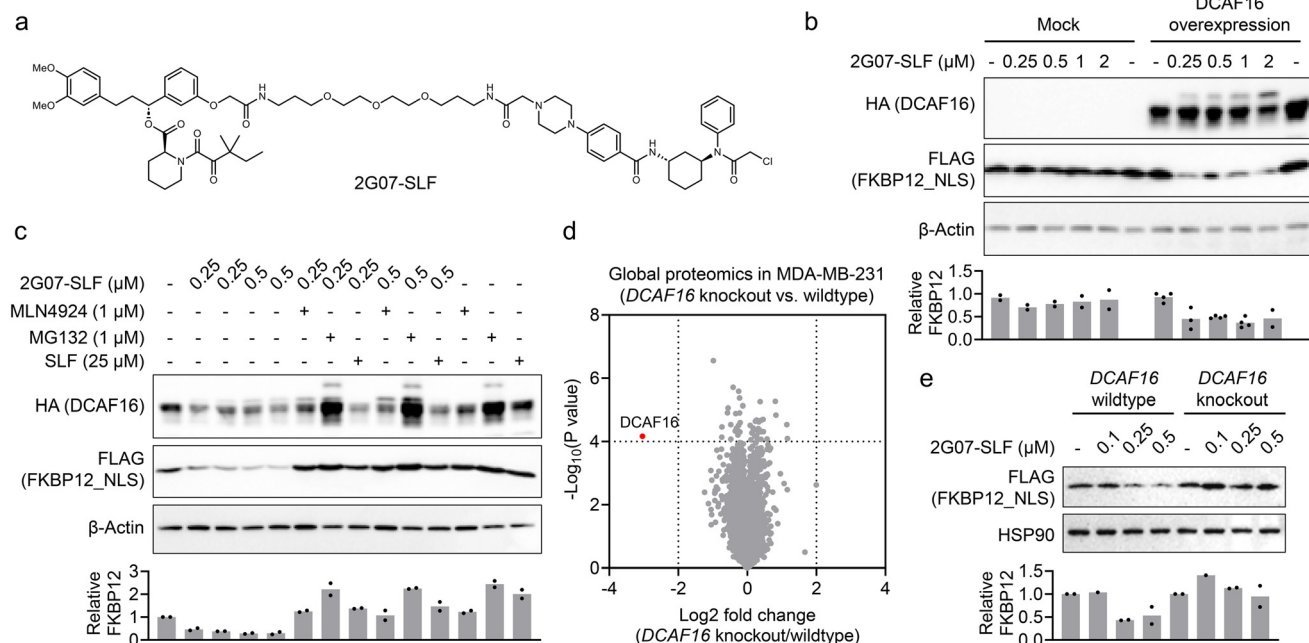 a
MeO
MeO
O
O
H
N
O
O
O
O
H
N
O
N
N
O
H
N
N
O
Cl
O
O
N
O
O
2G07-SLF
b
Mock
DCAF16
overexpression
2G07-SLF (μM) - 0.25 0.5 1 2 - - 0.25 0.5 1 2 -
HA (DCAF16)
FLAG
(FKBP12_NLS)
β-Actin
Relative
FKBP12
1.5
1.0
0.5
0.0
c
2G07-SLF (μM) - 0.25 0.25 0.5 0.5 0.25 0.25 0.25 0.5 0.5 0.5 - - -
MLN4924 (1 μM) - - - - - + - - + - - + - -
MG132 (1 μM) - - - - - - + - - + - - + -
SLF (25 μM) - - - - - - - + - - + - - +
HA (DCAF16)
FLAG
(FKBP12_NLS)
β-Actin
Relative
FKBP12
3
2
1
0
d
Global proteomics in MDA-MB-231
(DCAF16 knockout vs. wildtype)
-Log10(P value)
8
6
4
2
0
DCAF16
-4 -2 0 2 4
Log2 fold change
(DCAF16 knockout/wildtype)
e
DCAF16
wildtype
DCAF16
knockout
2G07-SLF (μM) - 0.1 0.25 0.5 - 0.1 0.25 0.5
FLAG
(FKBP12_NLS)
HSP90
Relative
FKBP12
1.5
1.0
0.5
0.0